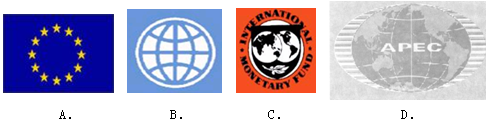 INTERNATIONAL
MONETARY FUND
APEC
A.
B.
C.
D.